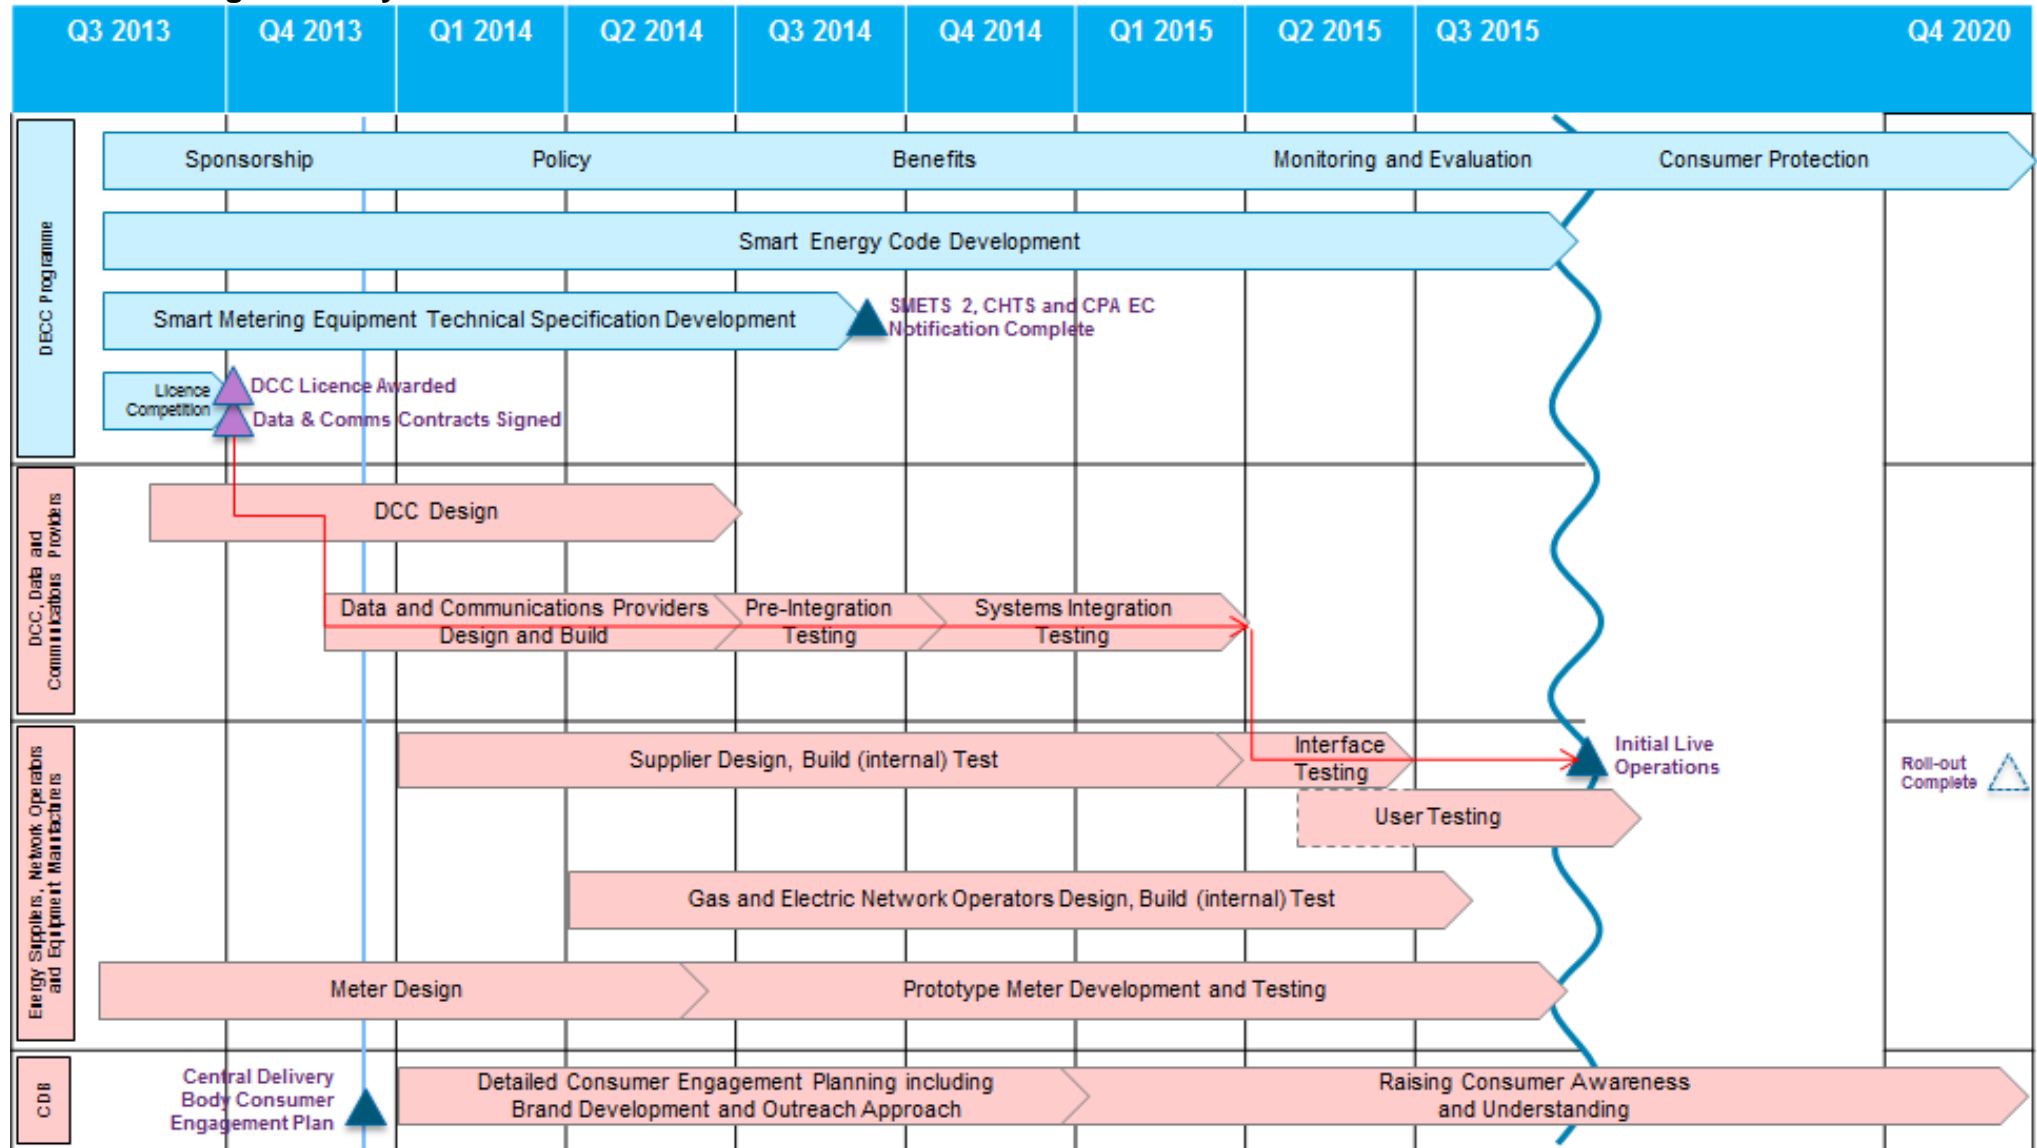 Q3 2013
Q4 2013
Q1 2014
Q2 2014
Q3 2014
Q4 2014
Q1 2015
Q2 2015
Q3 2015
Q4 2020
DECC Programme
Sponsorship
Policy
Benefits
Monitoring and Evaluation
Consumer Protection
Smart Energy Code Development
Smart Metering Equipment Technical Specification Development
SMETS 2, CHTS and CPA EC
Notification Complete
Licence
Competition
DCC Licence Awarded
Data & Comms Contracts Signed
DCC, Data and
Communications Providers
DCC Design
Data and Communications Providers
Design and Build
Pre-Integration
Testing
Systems Integration
Testing
Energy Suppliers, Network Operators
and Equipment Manufacturers
Supplier Design, Build (internal) Test
Interface
Testing
Initial Live
Operations
Roll-out
Complete
User Testing
Gas and Electric Network Operators Design, Build (internal) Test
Meter Design
Prototype Meter Development and Testing
CDB
Central Delivery
Body Consumer
Engagement Plan
Detailed Consumer Engagement Planning including
Brand Development and Outreach Approach
Raising Consumer Awareness
and Understanding